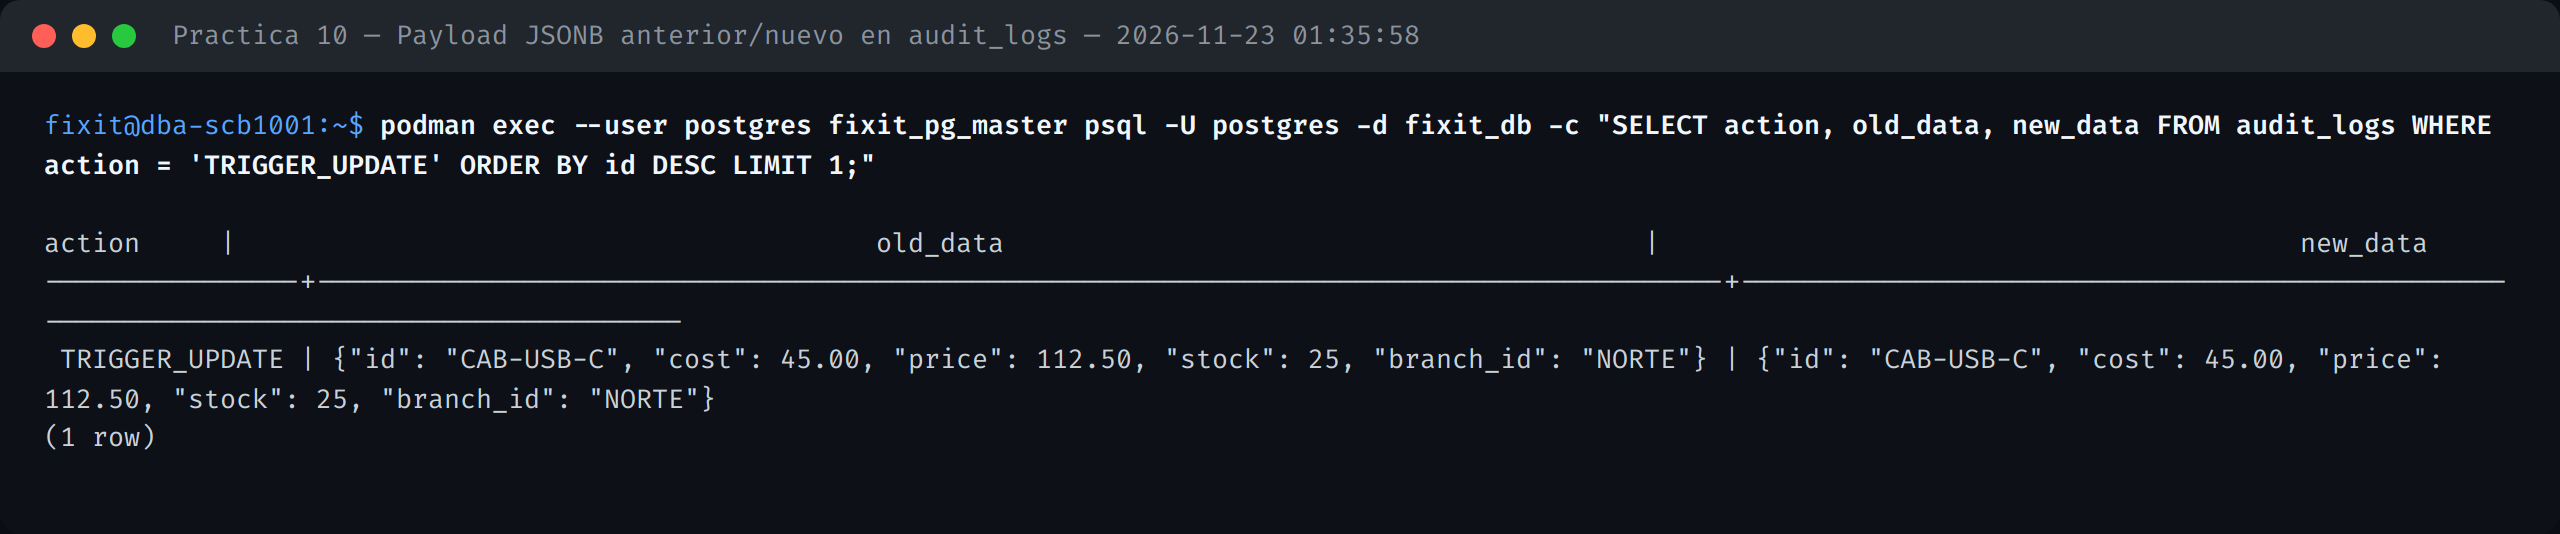 Practica 10 — Payload JSONB anterior/nuevo en audit_logs — 2026-11-23 01:35:58
fixit@dba-scb1001:~$ podman exec --user postgres fixit_pg_master psql -U postgres -d fixit_db -c "SELECT action, old_data, new_data FROM audit_logs WHERE
action = 'TRIGGER_UPDATE' ORDER BY id DESC LIMIT 1;"
action | old_data | new_data
----------------+----------------------------------------------------------------------------------------+------------------------------------------------
----------------------------------------
TRIGGER_UPDATE | {"id": "CAB-USB-C", "cost": 45.00, "price": 112.50, "stock": 25, "branch_id": "NORTE"} | {"id": "CAB-USB-C", "cost": 45.00, "price":
112.50, "stock": 25, "branch_id": "NORTE"}
(1 row)